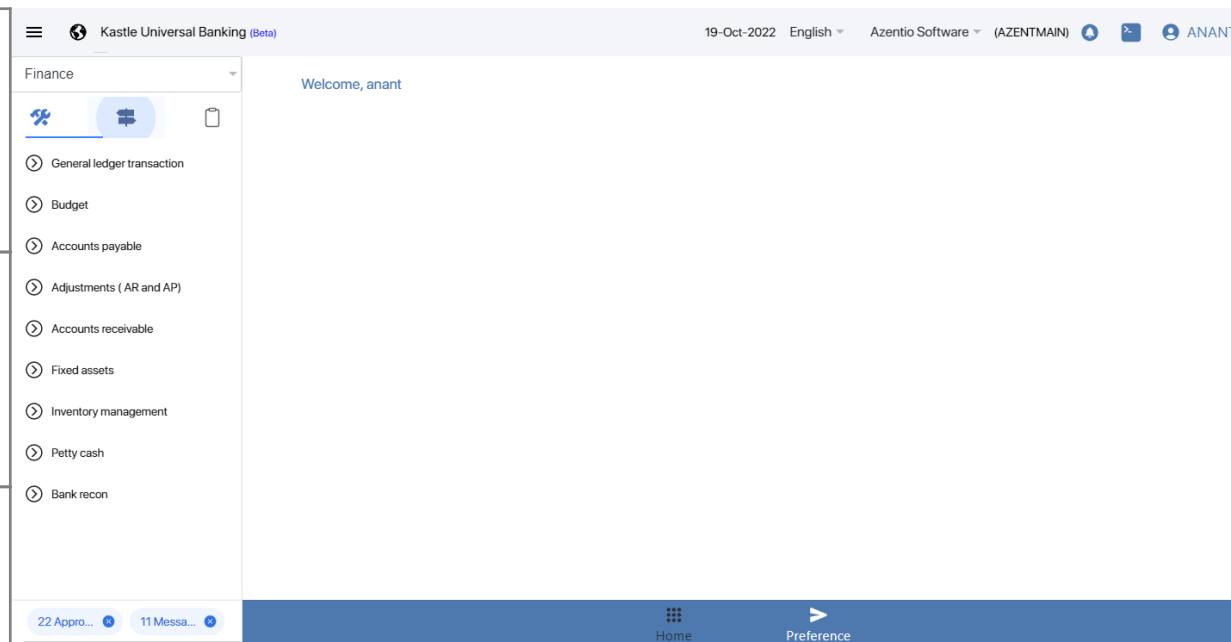 Kastle Universal Banking (Beta)
19-Oct-2022 English Azentio Software (AZENTMAIN) ANANT
Finance
Welcome, anant
General ledger transaction
Budget
Accounts payable
Adjustments ( AR and AP)
Accounts receivable
Fixed assets
Inventory management
Petty cash
Bank recon
22 Appro... 11 Messa...
Home Preference